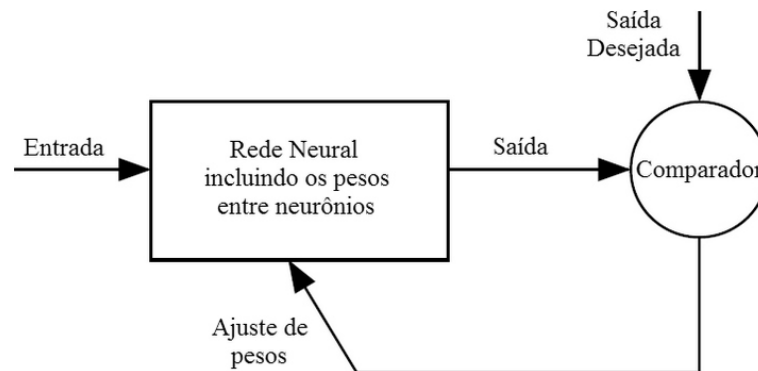 Saída
Desejada
Entrada
Rede Neural
incluindo os pesos
entre neurônios
Saída
Comparador
Ajuste de
pesos